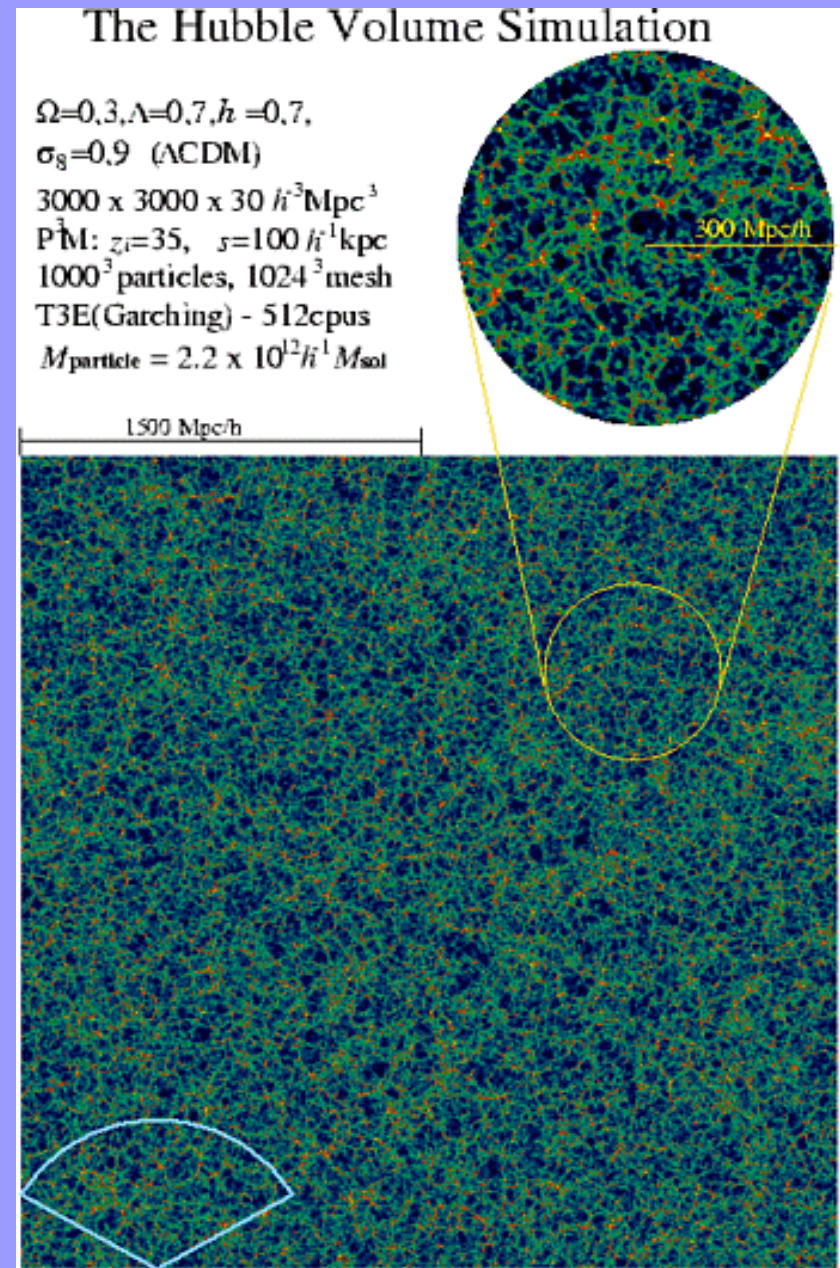 The Hubble Volume Simulation
Ω=0.3,Λ=0.7,h =0.7,
σ₈=0.9 (ΛCDM)
3000 x 3000 x 30 h⁻³Mpc³
P³M: zᵢ=35, s=100 h⁻¹kpc
1000³ particles, 1024³ mesh
T3E(Garching) - 512cpus
Mparticle = 2.2 x 10¹²h⁻¹Msol
300 Mpc/h
1500 Mpc/h